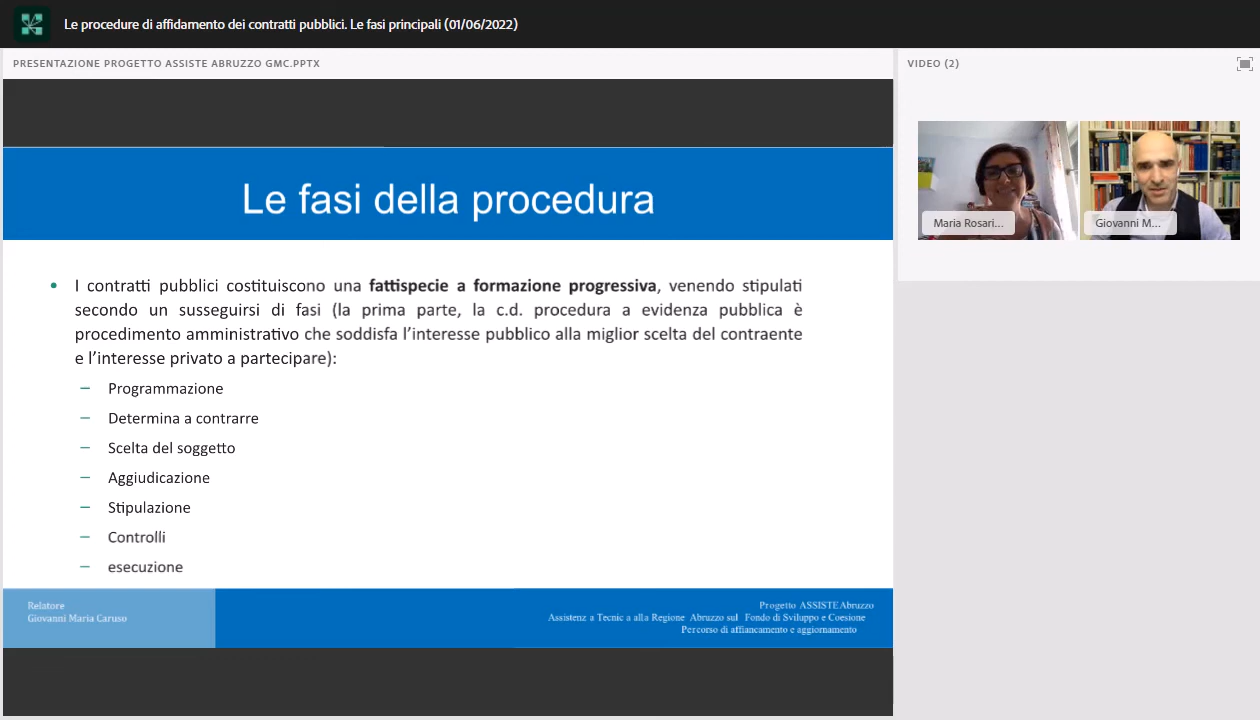 Le procedure di affidamento dei contratti pubblici. Le fasi principali (01/06/2022)
PRESENTAZIONE PROGETTO ASSISTE ABRUZZO GMC.PPTX
VIDEO (2)
Le fasi della procedura
• I contratti pubblici costituiscono una fattispecie a formazione progressiva, venendo stipulati
secondo un susseguirsi di fasi (la prima parte, la c.d. procedura a evidenza pubblica è
procedimento amministrativo che soddisfa l'interesse pubblico alla miglior scelta del contraente
e l'interesse privato a partecipare):
– Programmazione
– Determina a contrarre
– Scelta del soggetto
– Aggiudicazione
– Stipulazione
– Controlli
– esecuzione
Relatore
Giovanni Maria Caruso
Progetto ASSISTE Abruzzo
Assistenz a Tecnic a alla Regione Abruzzo sul Fondo di Sviluppo e Coesione
Percorso di affiancamento e aggiornamento
Maria Rosari...
Giovanni M...